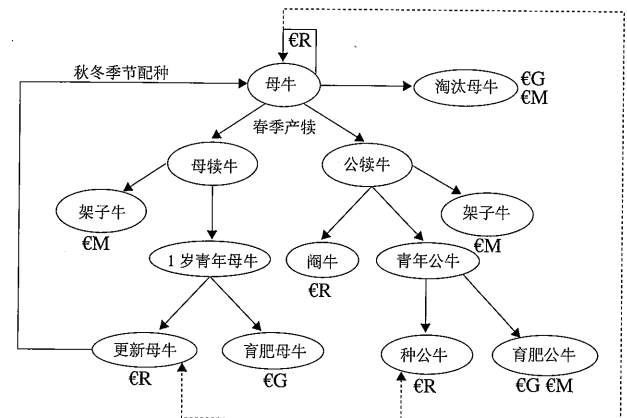 €R
秋冬季节配种
母牛
淘汰母牛
€G
€M
春季产犊
母犊牛
公犊牛
架子牛
€M
架子牛
€M
1岁青年母牛
阉牛
€R
青年公牛
更新母牛
€R
育肥母牛
€G
种公牛
€R
育肥公牛
€G €M